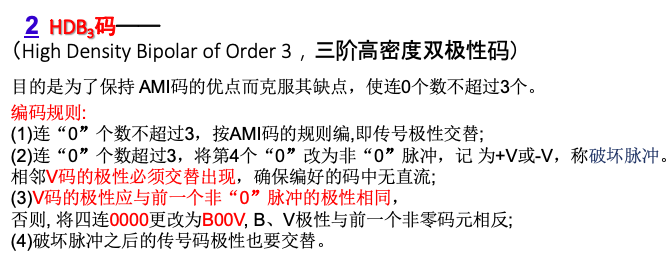 2 HDB3码——
(High Density Bipolar of Order 3，三阶高密度双极性码)
目的是为了保持 AMI码的优点而克服其缺点，使连0个数不超过3个。
编码规则:
(1)连“0”个数不超过3，按AMI码的规则编,即传号极性交替;
(2)连“0”个数超过3，将第4个“0”改为非“0”脉冲，记 为+V或-V，称破坏脉冲。
相邻V码的极性必须交替出现，确保编好的码中无直流;
(3)V码的极性应与前一个非“0”脉冲的极性相同，
否则, 将四连0000更改为B00V, B、V极性与前一个非零码元相反;
(4)破坏脉冲之后的传号码极性也要交替。